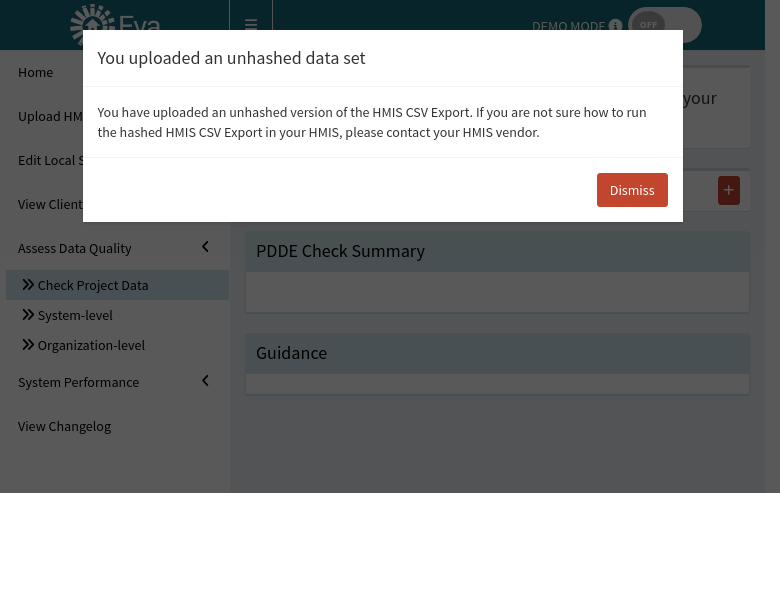 Eva
DEMO MODE
OFF
You uploaded an unhashed data set
You have uploaded an unhashed version of the HMIS CSV Export. If you are not sure how to run
the hashed HMIS CSV Export in your HMIS, please contact your HMIS vendor.
Dismiss
Home
Upload HM
Edit Local S
View Client
Assess Data Quality
Check Project Data
System-level
Organization-level
System Performance
View Changelog
your
PDDE Check Summary
Guidance